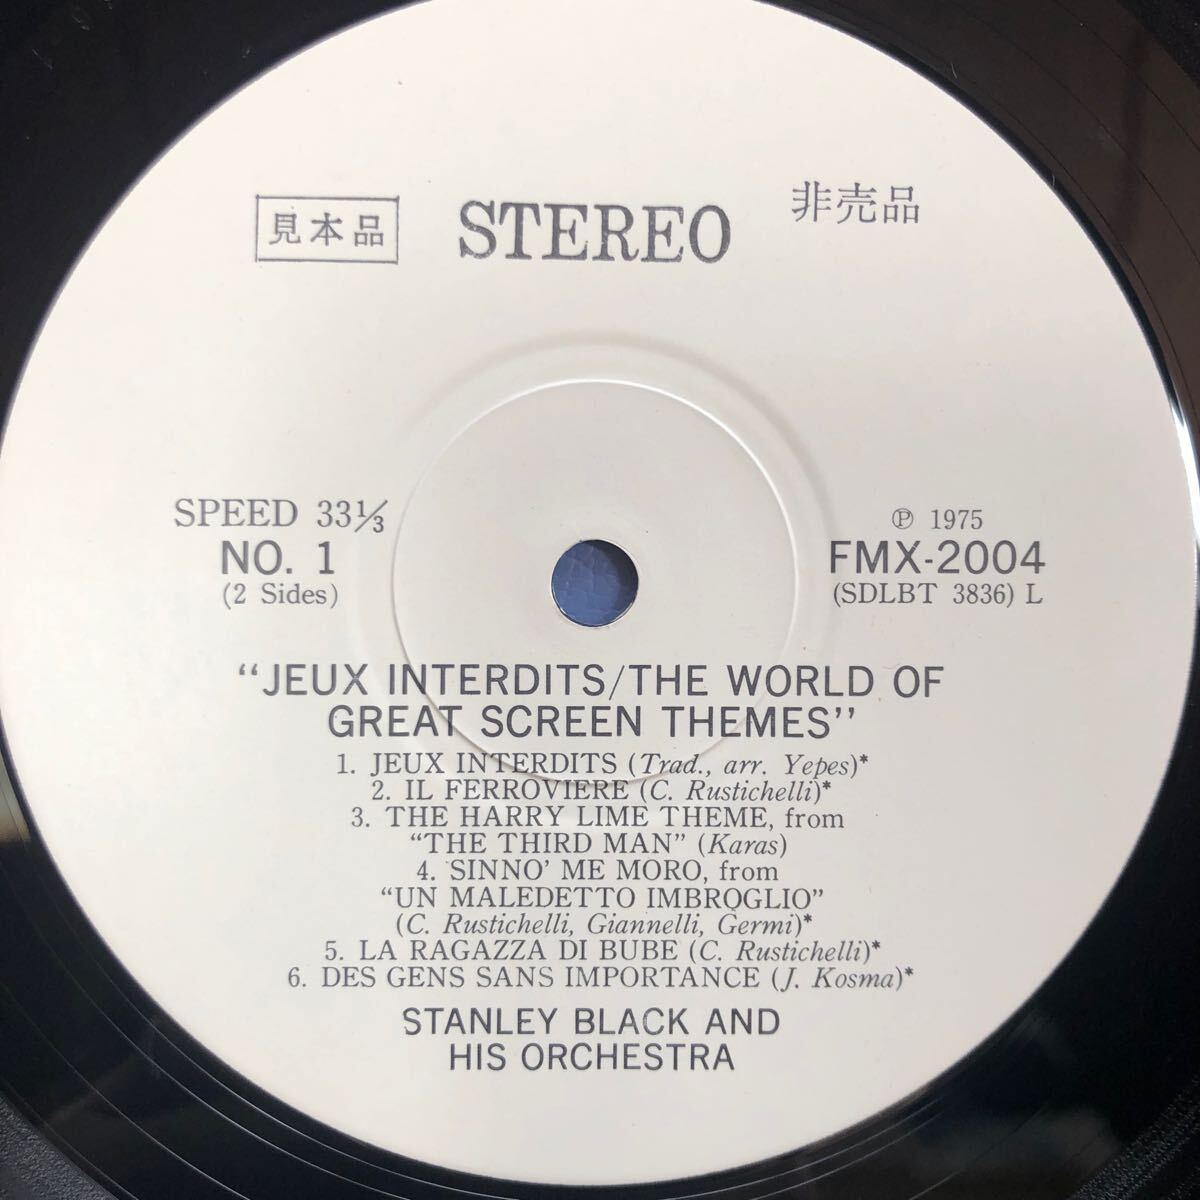 見本品 STEREO 非売品
SPEED 33⅓
NO. 1
(2 Sides)
℗ 1975
FMX-2004
(SDLBT 3836) L
"JEUX INTERDITS/THE WORLD OF
GREAT SCREEN THEMES"
1. JEUX INTERDITS (Trad., arr. Yepes)*
2. IL FERROVIERE (C. Rustichelli)*
3. THE HARRY LIME THEME, from
"THE THIRD MAN" (Karas)
4. SINNO' ME MORO, from
"UN MALEDETTO IMBROGLIO"
(C. Rustichelli, Giannelli, Germi)*
5. LA RAGAZZA DI BUBE (C. Rustichelli)*
6. DES GENS SANS IMPORTANCE (J. Kosma)*
STANLEY BLACK AND
HIS ORCHESTRA